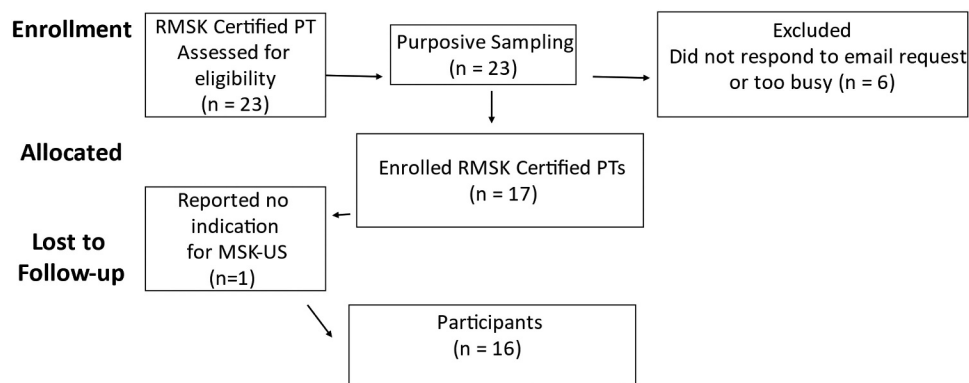 Enrollment
RMSK Certified PT
Assessed for
eligibility
(n = 23)
Purposive Sampling
(n = 23)
Excluded
Did not respond to email request
or too busy (n = 6)
Allocated
Enrolled RMSK Certified PTs
(n = 17)
Lost to
Follow-up
Reported no
indication
for MSK-US
(n=1)
Participants
(n = 16)